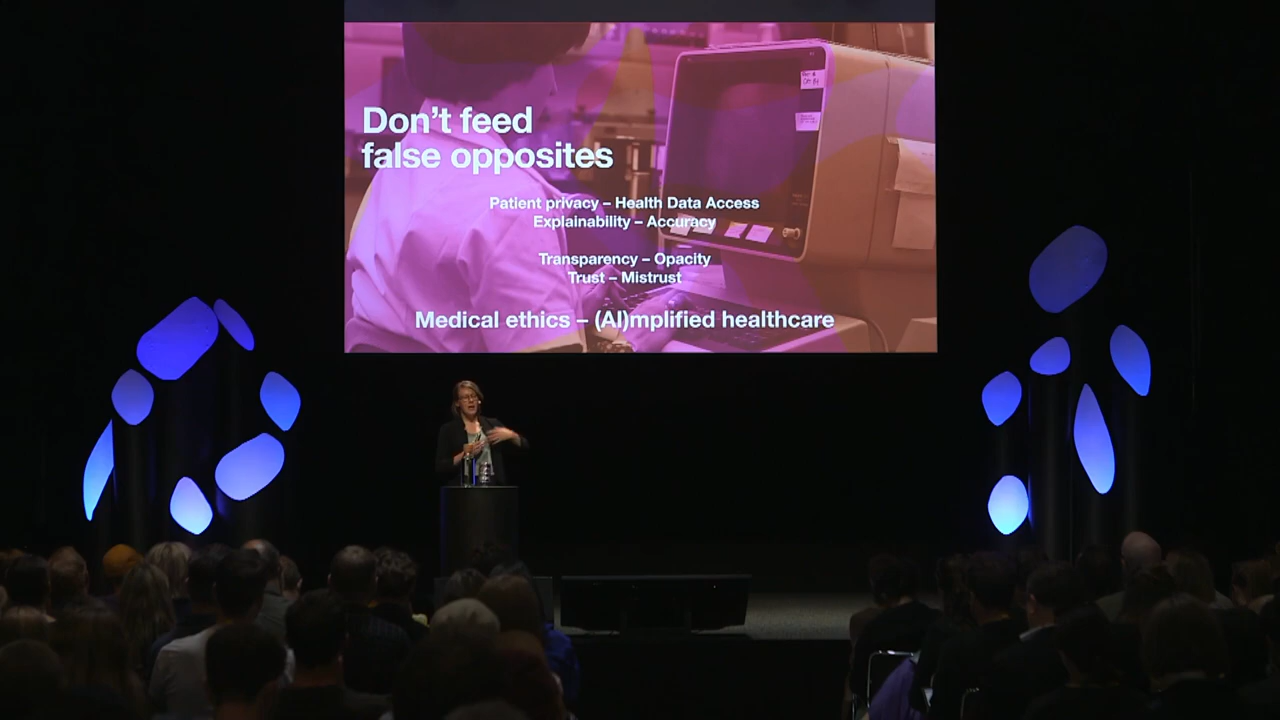 Don't feed
false opposites
Patient privacy – Health Data Access
Explainability – Accuracy
Transparency – Opacity
Trust – Mistrust
Medical ethics – (AI)mplified healthcare